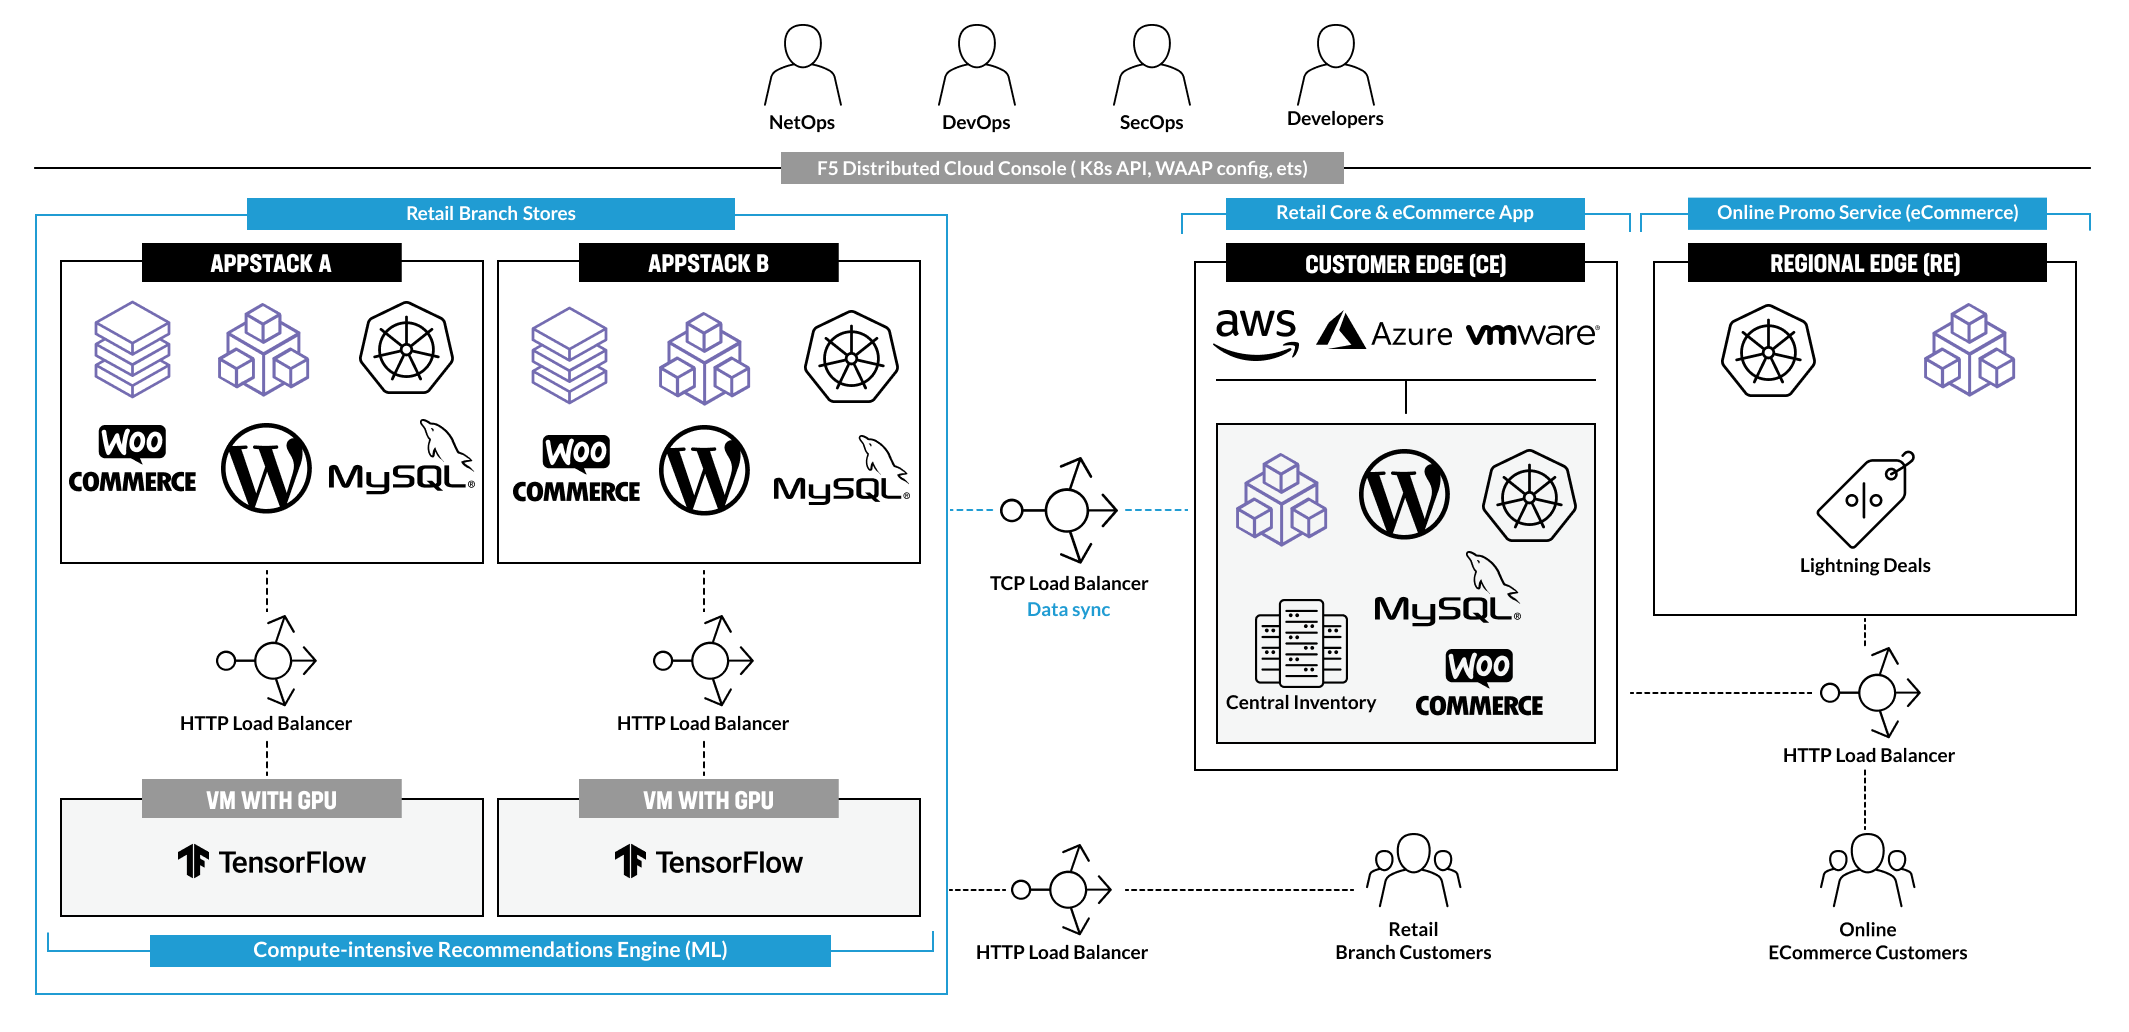 NetOps
DevOps
SecOps
Developers
F5 Distributed Cloud Console ( K8s API, WAAP config, ets)
Retail Branch Stores
APPSTACK A
WOO
COMMERCE
W
MySQL®
APPSTACK B
WOO
COMMERCE
W
MySQL®
HTTP Load Balancer
HTTP Load Balancer
VM WITH GPU
TensorFlow
VM WITH GPU
TensorFlow
Compute-intensive Recommendations Engine (ML)
TCP Load Balancer
Data sync
Retail Core & eCommerce App
CUSTOMER EDGE (CE)
aws
Azure
vmware®
W
MySQL®
Central Inventory
WOO
COMMERCE
Online Promo Service (eCommerce)
REGIONAL EDGE (RE)
Lightning Deals
HTTP Load Balancer
HTTP Load Balancer
Retail
Branch Customers
Online
ECommerce Customers